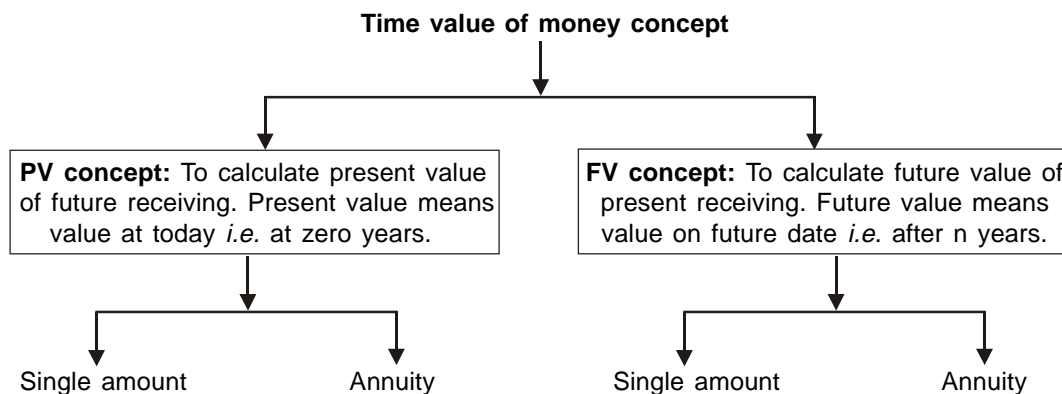 Time value of money concept
PV concept: To calculate present value
of future receiving. Present value means
value at today i.e. at zero years.
FV concept: To calculate future value of
present receiving. Future value means
value on future date i.e. after n years.
Single amount
Annuity
Single amount
Annuity